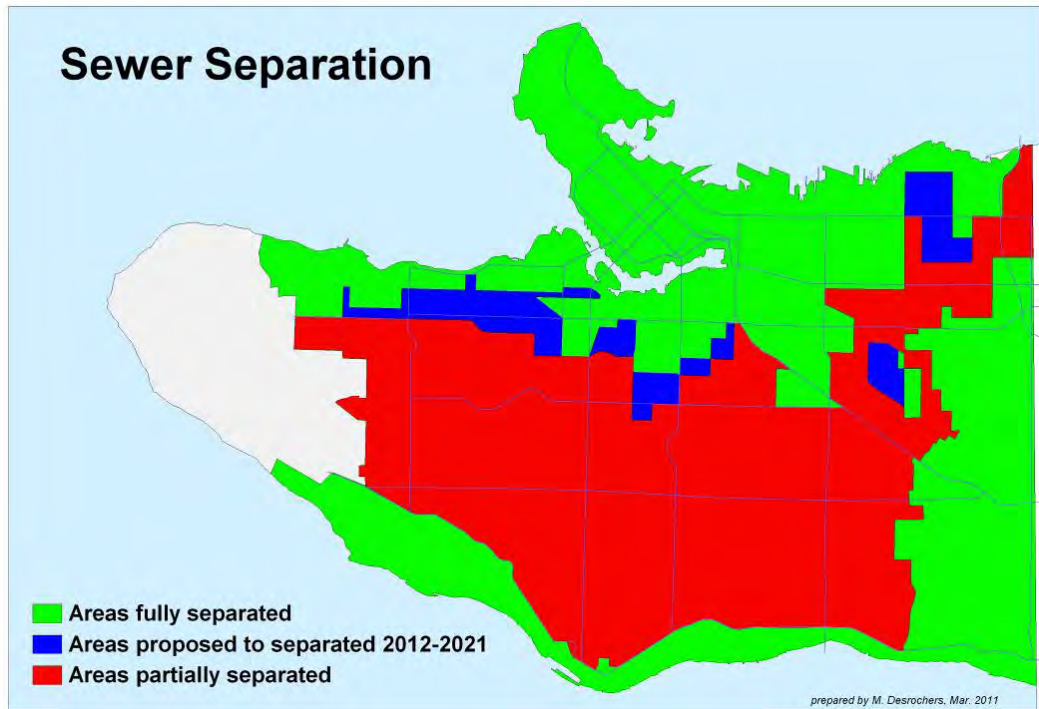 Sewer Separation
Areas fully separated
Areas proposed to separated 2012-2021
Areas partially separated
prepared by M. Desrochers, Mar. 2011